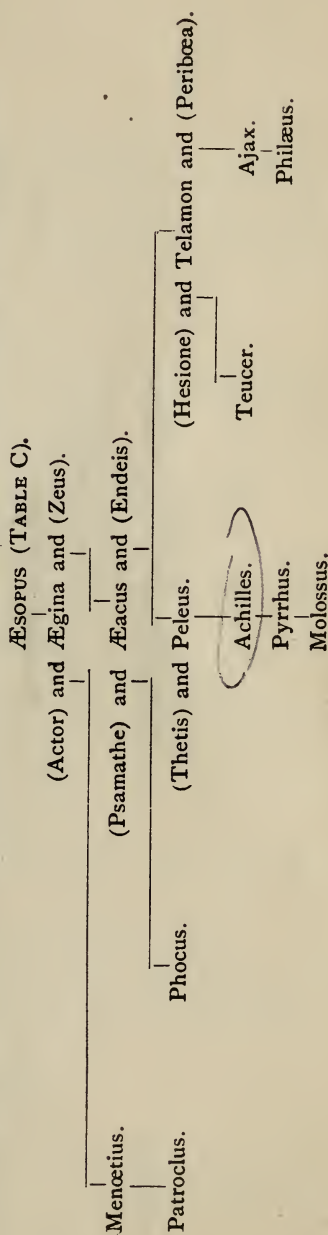 ÆSOPUS (TABLE C).
(Actor) and Ægina and (Zeus).
Menœtius. (Psamathe) and Æacus and (Endeis).
Patroclus. Phocus. (Thetis) and Peleus. (Hesione) and Telamon and (Peribœa).
Achilles. Teucer. Ajax.
Pyrrhus. Philæus.
Molossus.